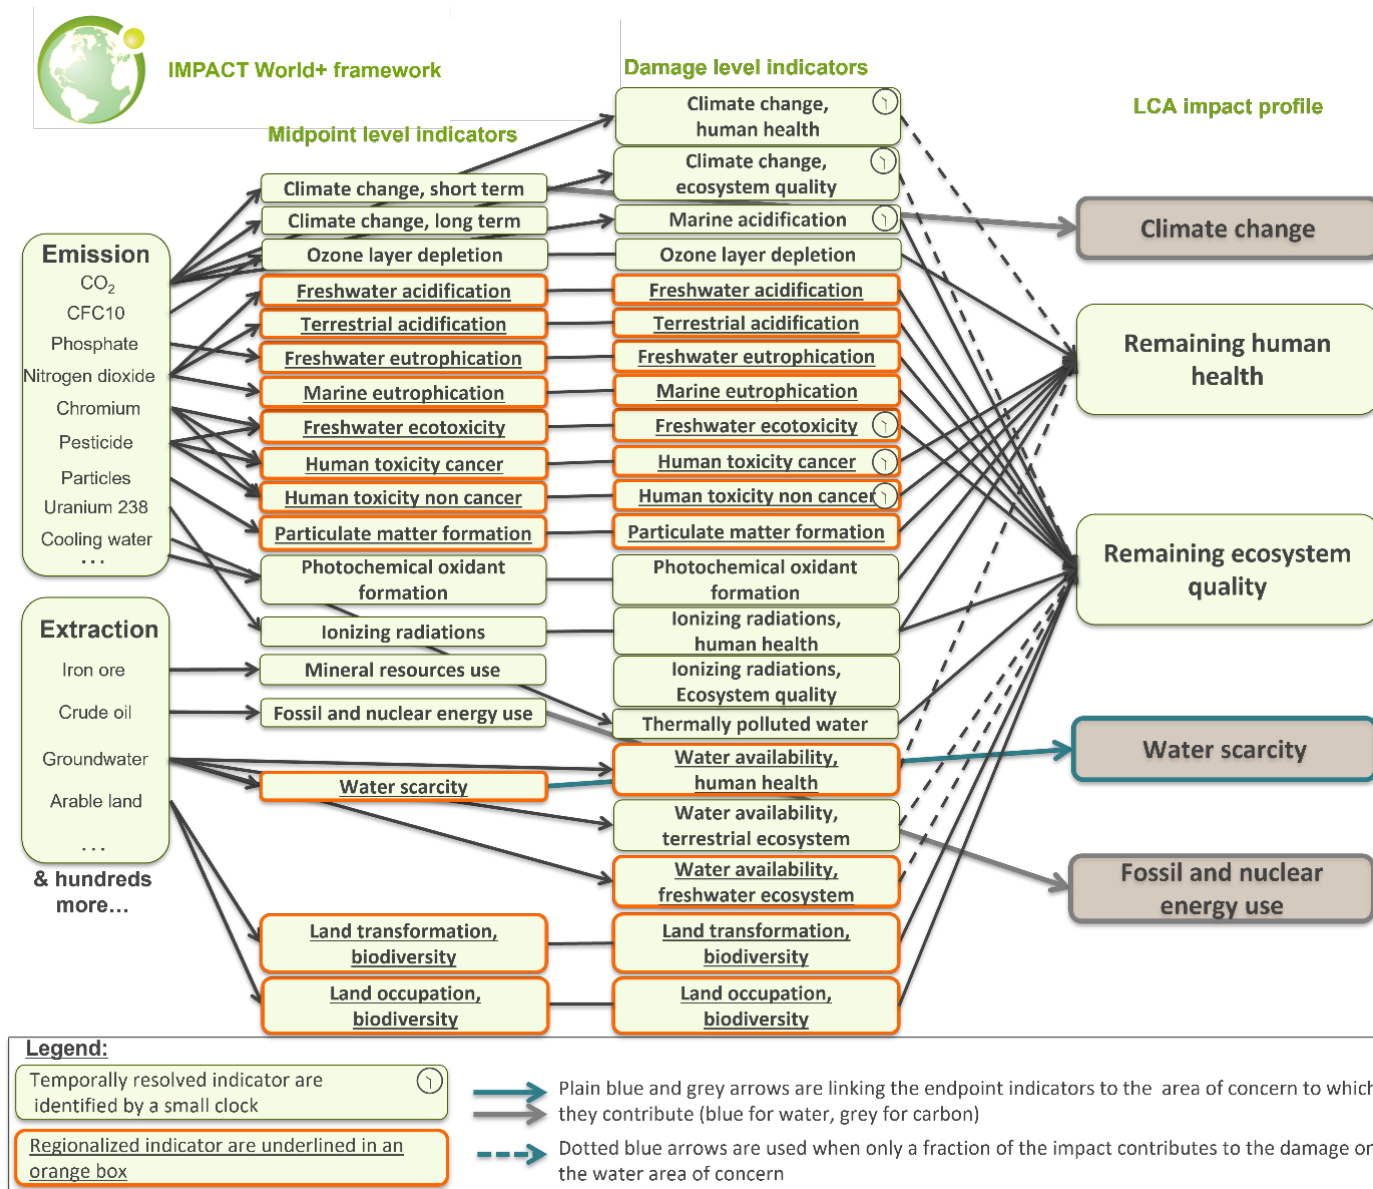 IMPACT World+ framework
Damage level indicators
LCA impact profile
Midpoint level indicators
Emission
CO2
CFC10
Phosphate
Nitrogen dioxide
Chromium
Pesticide
Particles
Uranium 238
Cooling water
...
Extraction
Iron ore
Crude oil
Groundwater
Arable land
...
& hundreds
more...
Climate change, short term
Climate change, long term
Ozone layer depletion
Freshwater acidification
Terrestrial acidification
Freshwater eutrophication
Marine eutrophication
Freshwater ecotoxicity
Human toxicity cancer
Human toxicity non cancer
Particulate matter formation
Photochemical oxidant
formation
Ionizing radiations
Mineral resources use
Fossil and nuclear energy use
Water scarcity
Land transformation,
biodiversity
Land occupation,
biodiversity
Climate change,
human health
Climate change,
ecosystem quality
Marine acidification
Ozone layer depletion
Freshwater acidification
Terrestrial acidification
Freshwater eutrophication
Marine eutrophication
Freshwater ecotoxicity
Human toxicity cancer
Human toxicity non cancer
Particulate matter formation
Photochemical oxidant
formation
Ionizing radiations,
human health
Ionizing radiations,
Ecosystem quality
Thermally polluted water
Water availability,
human health
Water availability,
terrestrial ecosystem
Water availability,
freshwater ecosystem
Land transformation,
biodiversity
Land occupation,
biodiversity
Climate change
Remaining human
health
Remaining ecosystem
quality
Water scarcity
Fossil and nuclear
energy use
Legend:
Temporally resolved indicator are
identified by a small clock
Regionalized indicator are underlined in an
orange box
Plain blue and grey arrows are linking the endpoint indicators to the area of concern to which
they contribute (blue for water, grey for carbon)
Dotted blue arrows are used when only a fraction of the impact contributes to the damage on
the water area of concern